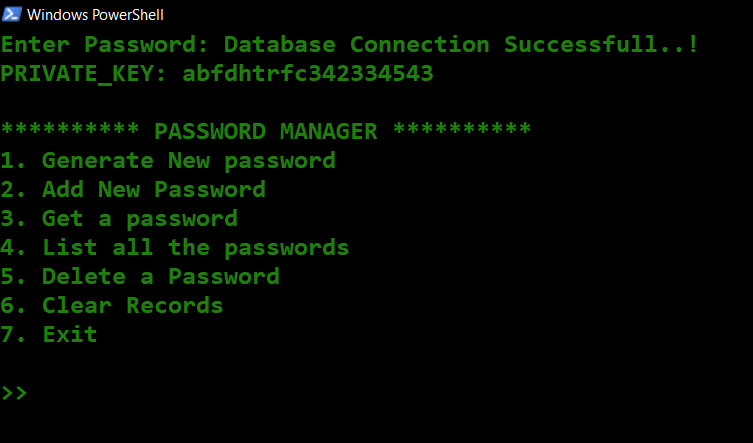 Windows PowerShell
Enter Password: Database Connection Successfull..!
PRIVATE_KEY: abfdhtrfc342334543
********** PASSWORD MANAGER **********
1. Generate New password
2. Add New Password
3. Get a password
4. List all the passwords
5. Delete a Password
6. Clear Records
7. Exit
>>